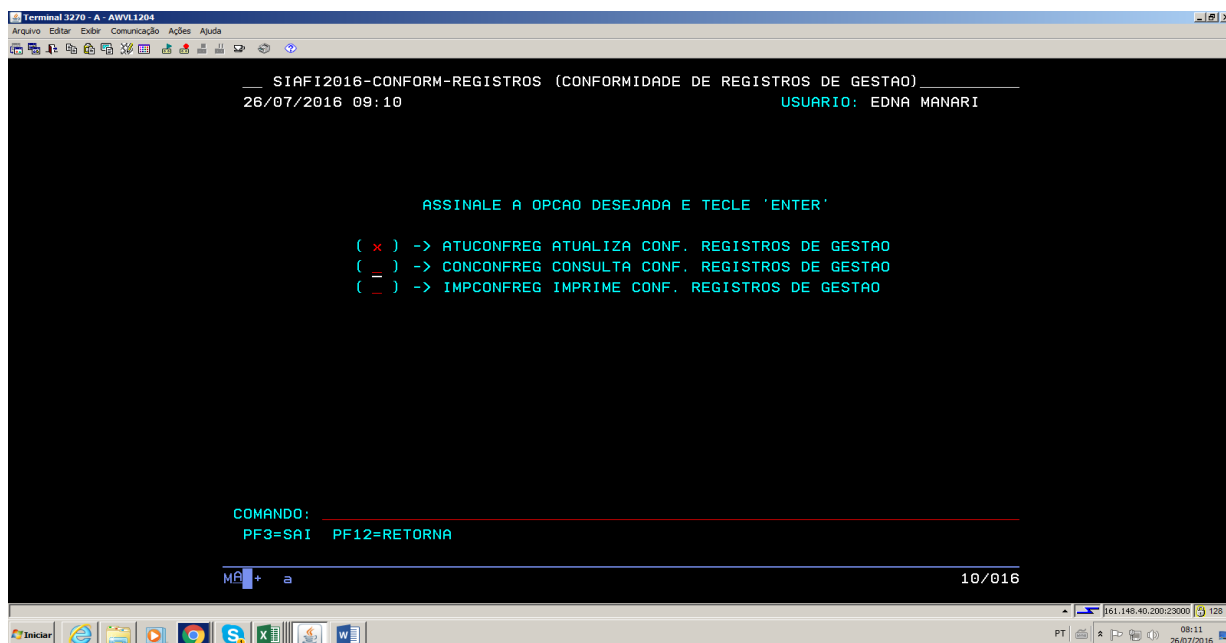 Terminal 3270 - A - AWVL1204
Arquivo Editar Exibir Comunicação Ações Ajuda
__ SIAFI2016-CONFORM-REGISTROS (CONFORMIDADE DE REGISTROS DE GESTAO)__________
26/07/2016 09:10 USUARIO: EDNA MANARI
ASSINALE A OPCAO DESEJADA E TECLE 'ENTER'
( x ) -> ATUCONFREG ATUALIZA CONF. REGISTROS DE GESTAO
( _ ) -> CONCONFREG CONSULTA CONF. REGISTROS DE GESTAO
( _ ) -> IMPCONFREG IMPRIME CONF. REGISTROS DE GESTAO
COMANDO:
PF3=SAI PF12=RETORNA
MA + a 10/016
161.148.40.200:23000 128
Iniciar PT 08:11
26/07/2016